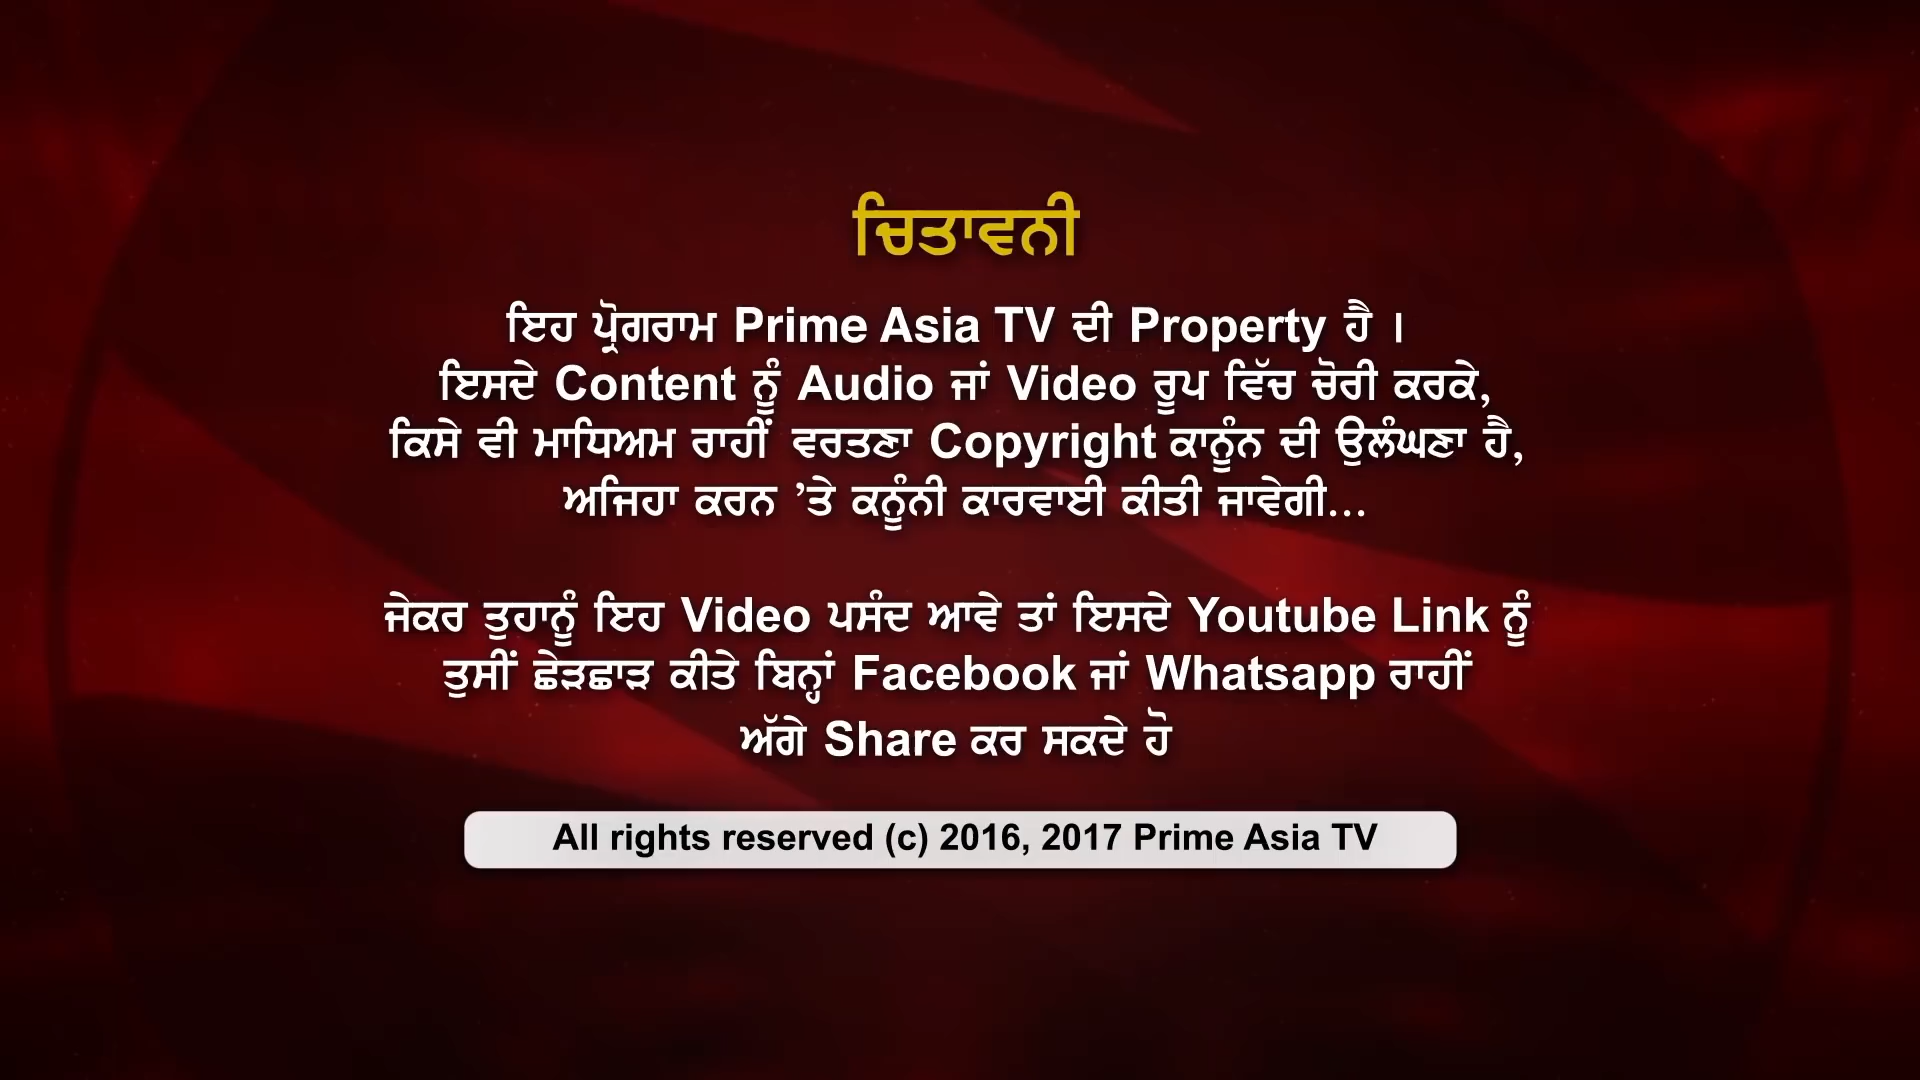 ਚਿਤਾਵਨੀ
ਇਹ ਪ੍ਰੋਗਰਾਮ Prime Asia TV ਦੀ Property ਹੈ ।
ਇਸਦੇ Content ਨੂੰ Audio ਜਾਂ Video ਰੂਪ ਵਿੱਚ ਚੋਰੀ ਕਰਕੇ,
ਕਿਸੇ ਵੀ ਮਾਧਿਅਮ ਰਾਹੀਂ ਵਰਤਣਾ Copyright ਕਾਨੂੰਨ ਦੀ ਉਲੰਘਣਾ ਹੈ,
ਅਜਿਹਾ ਕਰਨ ’ਤੇ ਕਨੂੰਨੀ ਕਾਰਵਾਈ ਕੀਤੀ ਜਾਵੇਗੀ...
ਜੇਕਰ ਤੁਹਾਨੂੰ ਇਹ Video ਪਸੰਦ ਆਵੇ ਤਾਂ ਇਸਦੇ Youtube Link ਨੂੰ
ਤੁਸੀਂ ਛੇੜਛਾੜ ਕੀਤੇ ਬਿਨ੍ਹਾਂ Facebook ਜਾਂ Whatsapp ਰਾਹੀਂ
ਅੱਗੇ Share ਕਰ ਸਕਦੇ ਹੋ
All rights reserved (c) 2016, 2017 Prime Asia TV